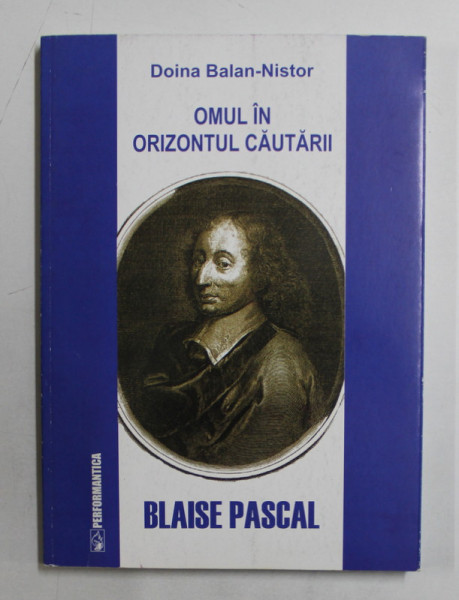 Doina Balan-Nistor
OMUL ÎN
ORIZONTUL CĂUTĂRII
BLAISE PASCAL
PERFORMANTICA